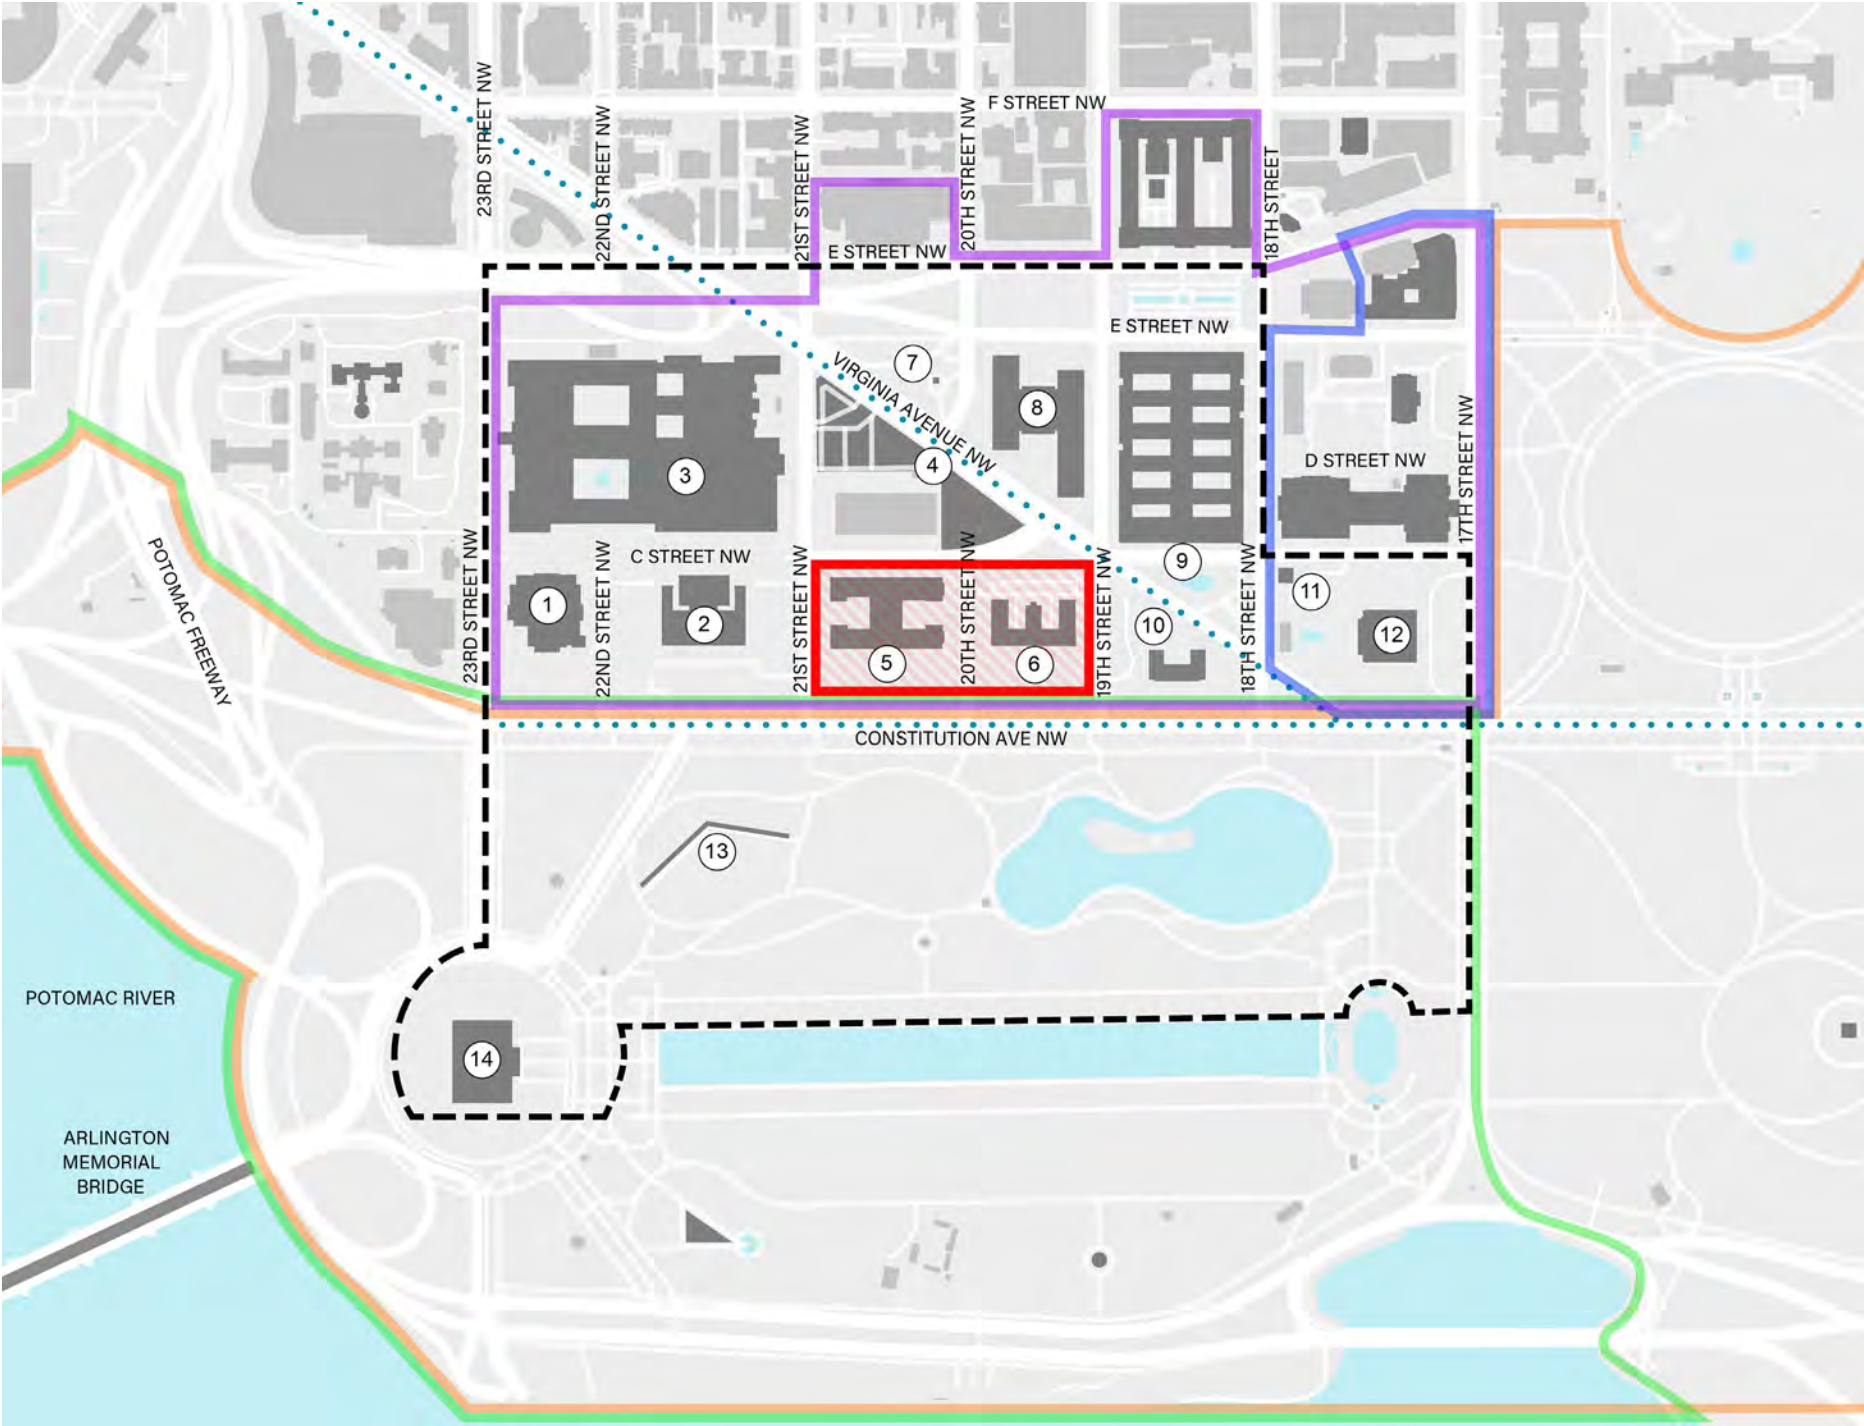 F STREET NW
23RD STREET NW
22ND STREET NW
21ST STREET NW
20TH STREET NW
18TH STREET
E STREET NW
E STREET NW
7
VIRGINIA AVENUE NW
8
4
3
D STREET NW
17TH STREET NW
POTOMAC FREEWAY
23RD STREET NW
22ND STREET NW
C STREET NW
21ST STREET NW
20TH STREET NW
19TH STREET NW
18TH STREET NW
9
11
1
2
10
12
5
6
CONSTITUTION AVE NW
13
POTOMAC RIVER
14
ARLINGTON
MEMORIAL
BRIDGE